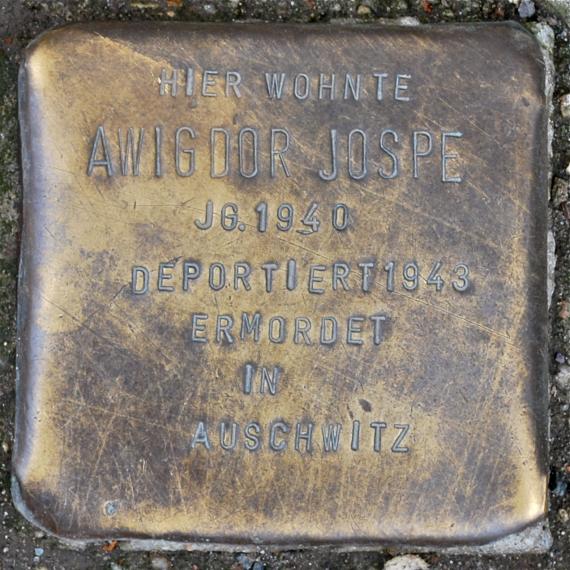 HIER WOHNTE
AWIGDOR JOSPE
JG. 1940
DEPORTIERT 1943
ERMORDET
IN
AUSCHWITZ